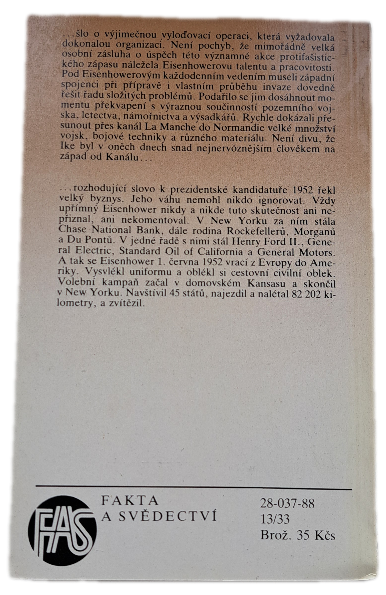 ...šlo o výjimečnou vyloďovací operaci, která vyžadovala
dokonalou organizaci. Není pochyb, že mimořádně velká
osobní zásluha o úspěch této významné akce protifašistic-
kého zápasu náležela Eisenhowerovu talentu a pracovitosti.
Pod Eisenhowerovým každodenním vedením museli západní
spojenci při přípravě i vlastním průběhu invaze dovedně
řešit řadu složitých problémů. Podařilo se jim dosáhnout mo-
mentu překvapení s výraznou součinností pozemního voj-
ska, letectva, námořnictva a výsadkářů. Rychle dokázali pře-
sunout přes kanál La Manche do Normandie velké množství
vojsk, bojové techniky a různého materiálu. Není divu, že
Ike byl v oněch dnech snad nejnervóznějším člověkem na
západ od Kanálu...
...rozhodující slovo k prezidentské kandidatuře 1952 řekl
velký byznys. Jeho váhu nemohl nikdo ignorovat. Vždy
upřímný Eisenhower nikdy a nikde tuto skutečnost ani ne-
přiznal, ani nekomentoval. V New Yorku za ním stála
Chase National Bank, dále rodina Rockefellerů, Morganů
a Du Pontů. V jedné řadě s nimi stál Henry Ford II., Gene-
ral Electric, Standard Oil of California a General Motors.
A tak se Eisenhower 1. června 1952 vrací z Evropy do Ame-
riky. Vysvlékl uniformu a oblékl si cestovní civilní oblek.
Volební kampaň začal v domovském Kansasu a skončil
v New Yorku. Navštívil 45 států, najezdil a nalétal 82 202 ki-
lometry, a zvítězil.
FAS
FAKTA
A SVĚDECTVÍ
28-037-88
13/33
Brož. 35 Kčs